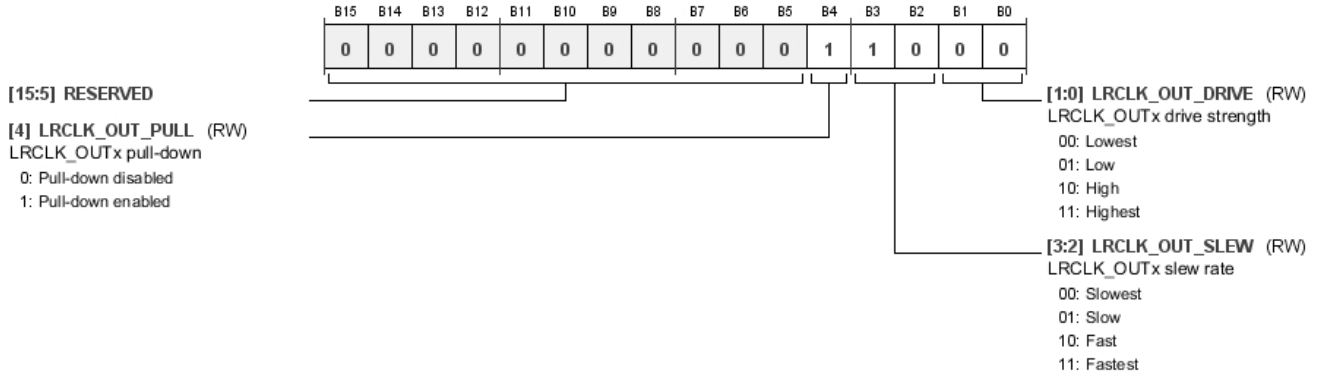 B15 B14 B13 B12 B11 B10 B9 B8 B7 B6 B5 B4 B3 B2 B1 B0
0 0 0 0 0 0 0 0 0 0 0 1 1 0 0 0
[15:5] RESERVED
[4] LRCLK_OUT_PULL (RW)
LRCLK_OUTx pull-down
0: Pull-down disabled
1: Pull-down enabled
[1:0] LRCLK_OUT_DRIVE (RW)
LRCLK_OUTx drive strength
00: Lowest
01: Low
10: High
11: Highest
[3:2] LRCLK_OUT_SLEW (RW)
LRCLK_OUTx slew rate
00: Slowest
01: Slow
10: Fast
11: Fastest